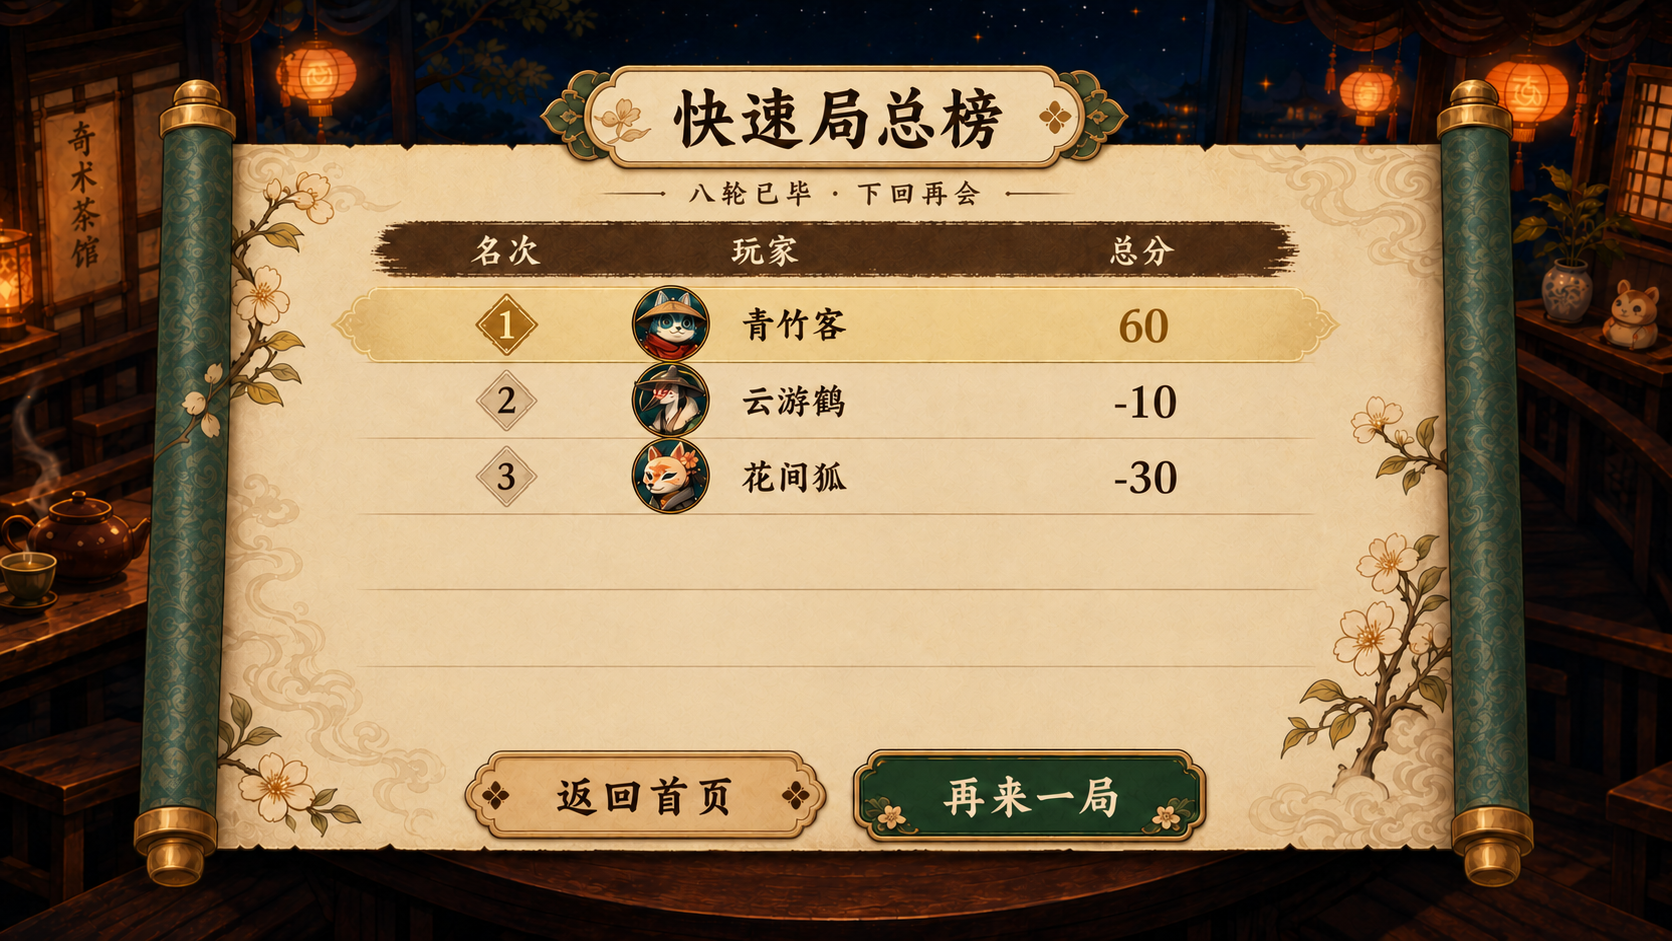 快速局总榜
八轮已毕 · 下回再会
名次 玩家 总分
1 青竹客 60
2 云游鹤 -10
3 花间狐 -30
返回首页 再来一局
奇术茶馆